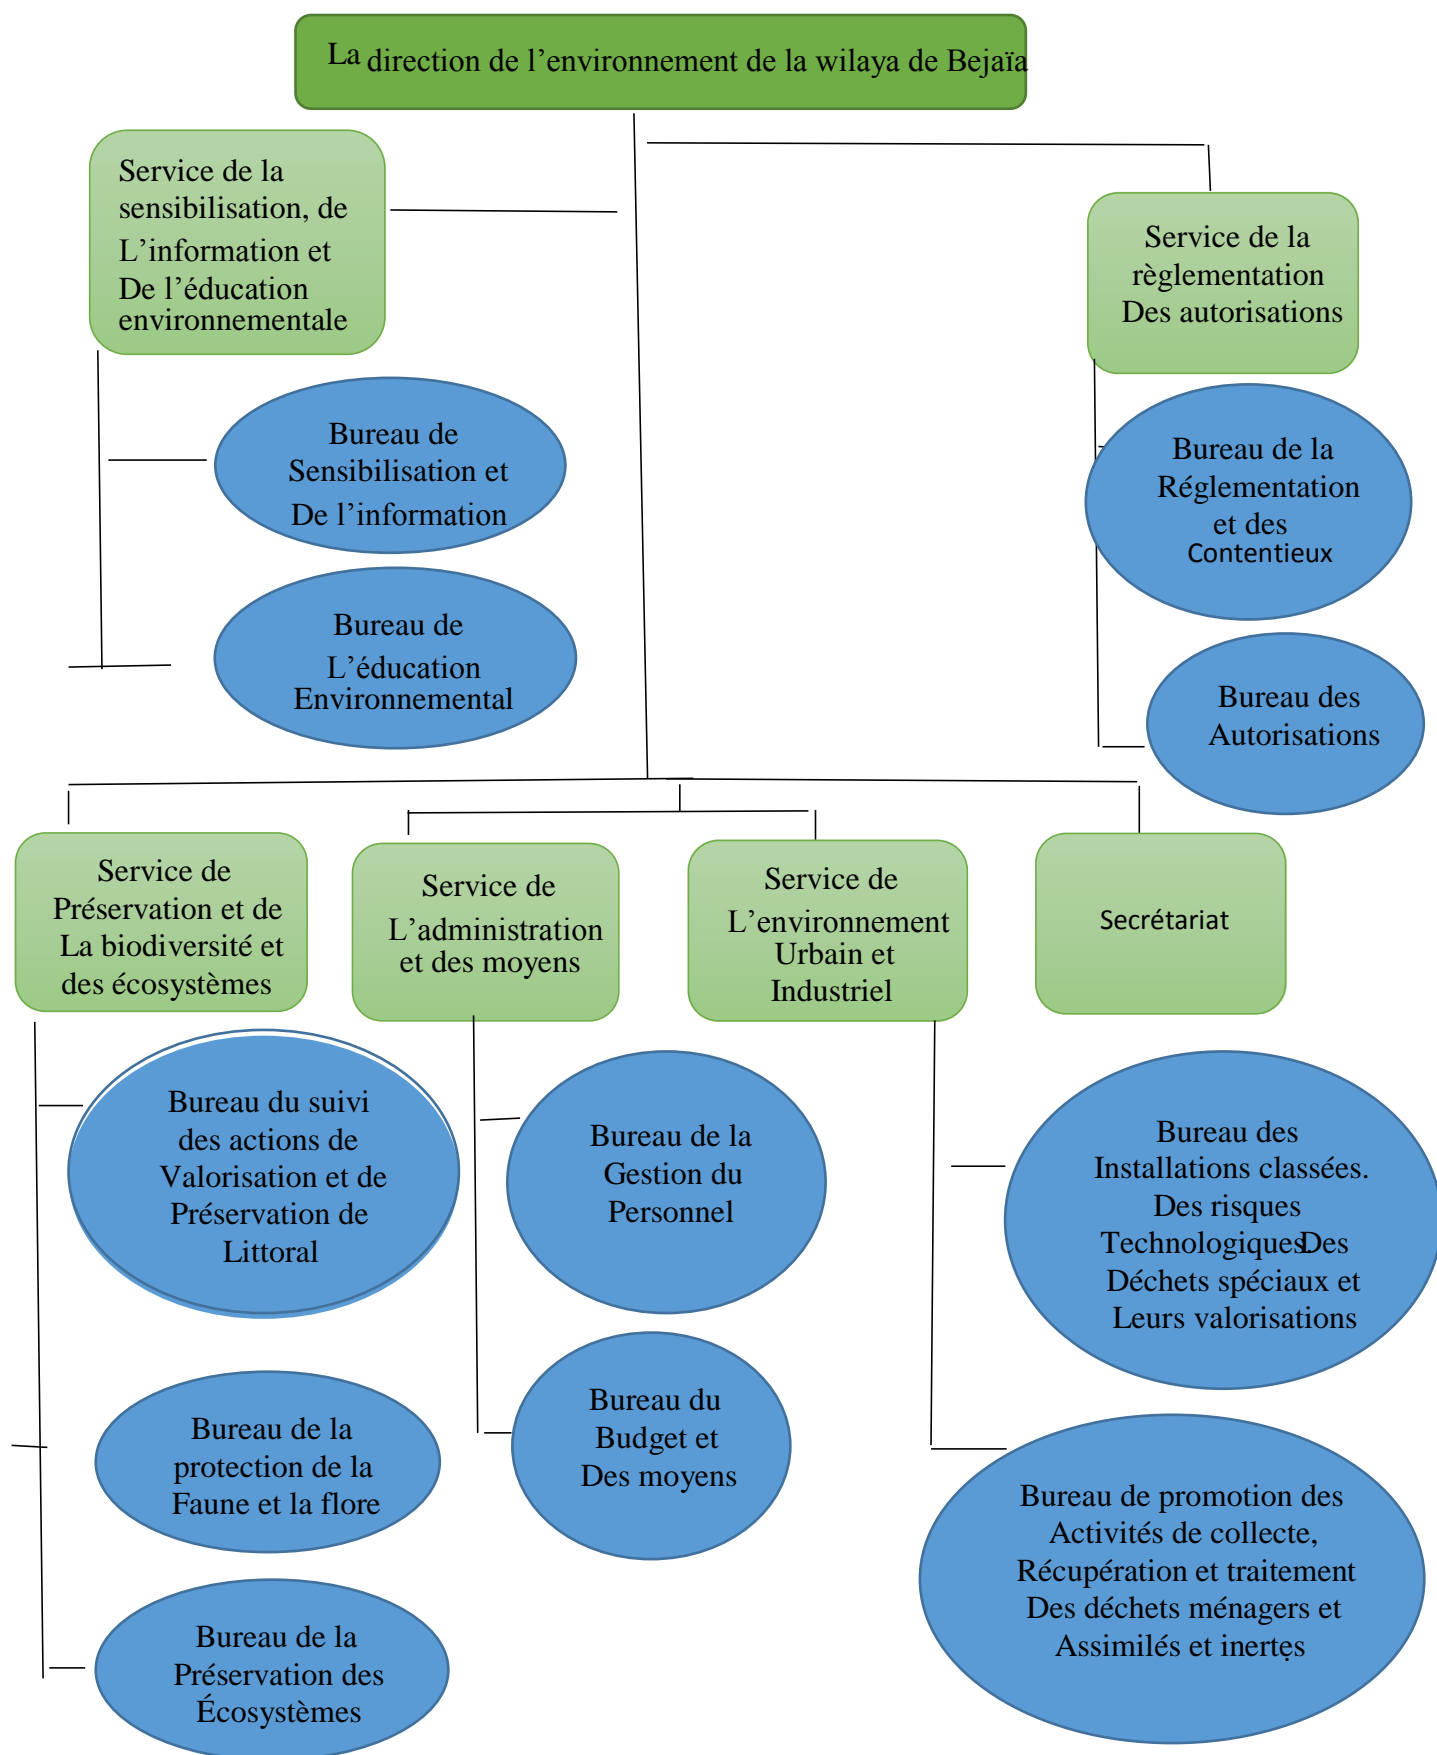 La direction de l’environnement de la wilaya de Bejaïa
Service de la
sensibilisation, de
L’information et
De l’éducation
environnementale
Service de la
règlementation
Des autorisations
Bureau de
Sensibilisation et
De l’information
Bureau de la
Réglementation
et des
Contentieux
Bureau de
L’éducation
Environnemental
Bureau des
Autorisations
Service de
Préservation et de
La biodiversité et
des écosystèmes
Service de
L’administration
et des moyens
Service de
L’environnement
Urbain et
Industriel
Secrétariat
Bureau du suivi
des actions de
Valorisation et de
Préservation de
Littoral
Bureau de la
Gestion du
Personnel
Bureau des
Installations classées.
Des risques
Technologiques.Des
Déchets spéciaux et
Leurs valorisations
Bureau de la
protection de la
Faune et la flore
Bureau du
Budget et
Des moyens
Bureau de promotion des
Activités de collecte,
Récupération et traitement
Des déchets ménagers et
Assimilés et inertes
Bureau de la
Préservation des
Écosystèmes